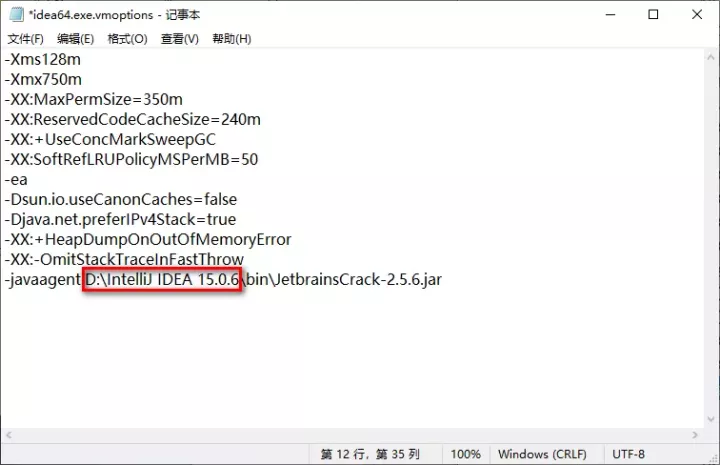 *idea64.exe.vmoptions - 记事本
文件(F) 编辑(E) 格式(O) 查看(V) 帮助(H)
-Xms128m
-Xmx750m
-XX:MaxPermSize=350m
-XX:ReservedCodeCacheSize=240m
-XX:+UseConcMarkSweepGC
-XX:SoftRefLRUPolicyMSPerMB=50
-ea
-Dsun.io.useCanonCaches=false
-Djava.net.preferIPv4Stack=true
-XX:+HeapDumpOnOutOfMemoryError
-XX:-OmitStackTraceInFastThrow
-javaagent:D:\IntelliJ IDEA 15.0.6\bin\JetbrainsCrack-2.5.6.jar
第 12 行，第 35 列 100% Windows (CRLF) UTF-8